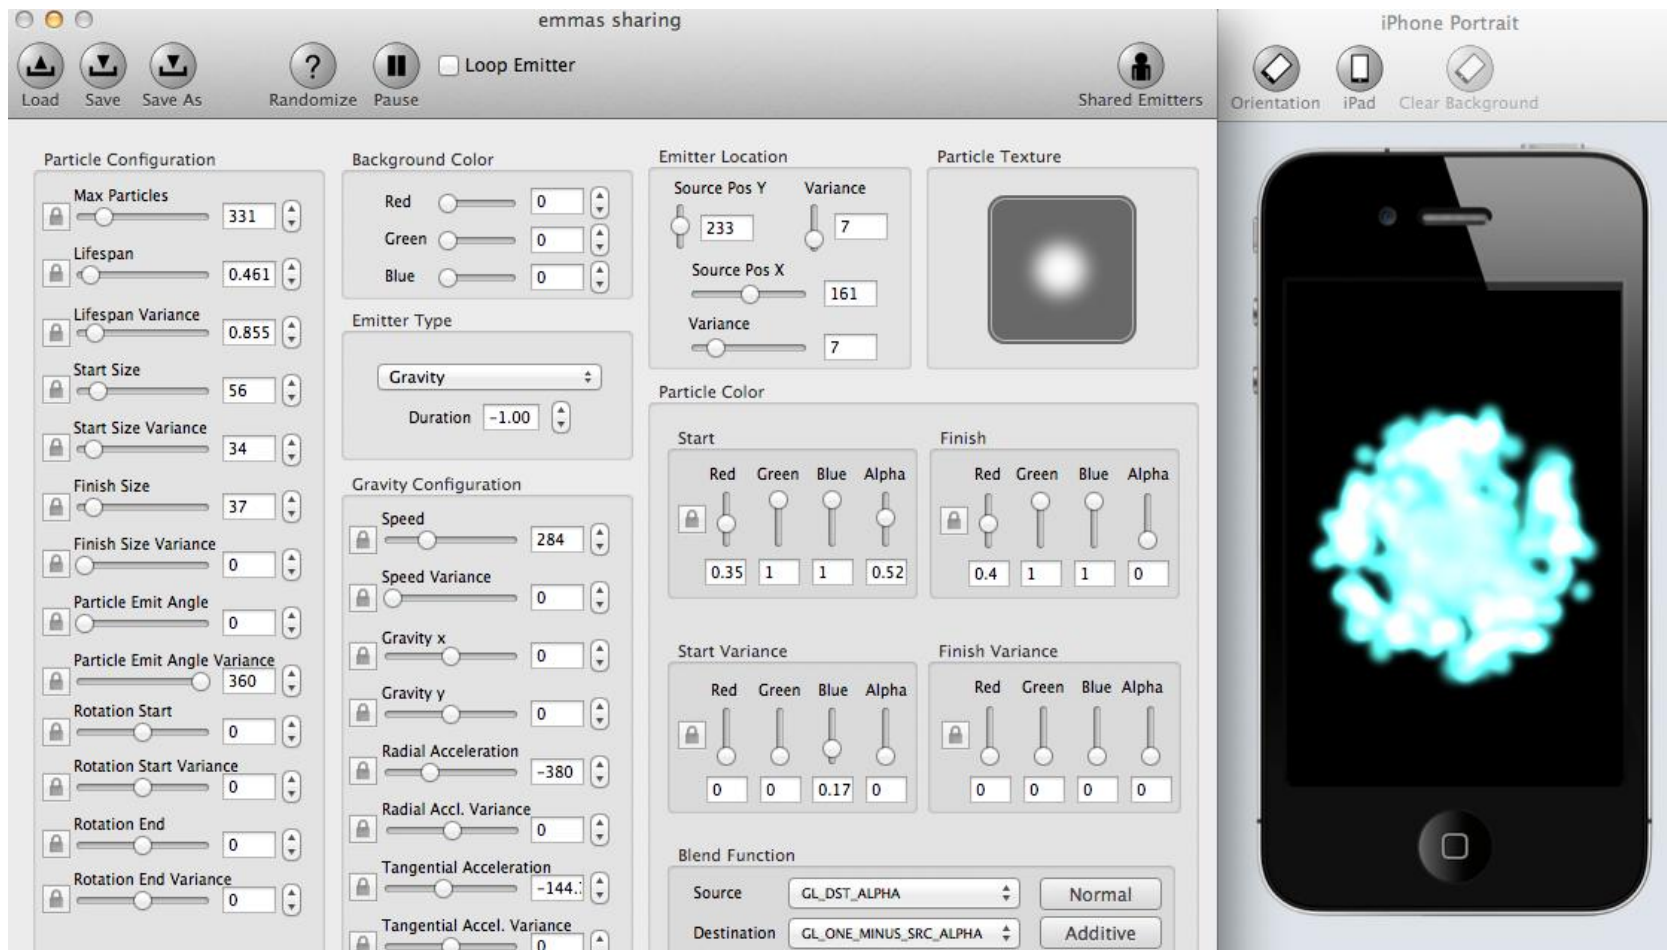 emmas sharing
Load
Save
Save As
?
Randomize
Pause
Loop Emitter
Shared Emitters
Particle Configuration
Max Particles
331
Lifespan
0.461
Lifespan Variance
0.855
Start Size
56
Start Size Variance
34
Finish Size
37
Finish Size Variance
0
Particle Emit Angle
0
Particle Emit Angle Variance
360
Rotation Start
0
Rotation Start Variance
0
Rotation End
0
Rotation End Variance
0
Background Color
Red 0
Green 0
Blue 0
Emitter Type
Gravity
Duration -1.00
Gravity Configuration
Speed
284
Speed Variance
0
Gravity x
0
Gravity y
0
Radial Acceleration
-380
Radial Accl. Variance
0
Tangential Acceleration
-144.
Tangential Accel. Variance
0
Emitter Location
Source Pos Y Variance
233 7
Source Pos X
161
Variance
7
Particle Texture
Particle Color
Start
Red Green Blue Alpha
0.35 1 1 0.52
Finish
Red Green Blue Alpha
0.4 1 1 0
Start Variance
Red Green Blue Alpha
0 0 0.17 0
Finish Variance
Red Green Blue Alpha
0 0 0 0
Blend Function
Source GL_DST_ALPHA Normal
Destination GL_ONE_MINUS_SRC_ALPHA Additive
iPhone Portrait
Orientation
iPad
Clear Background